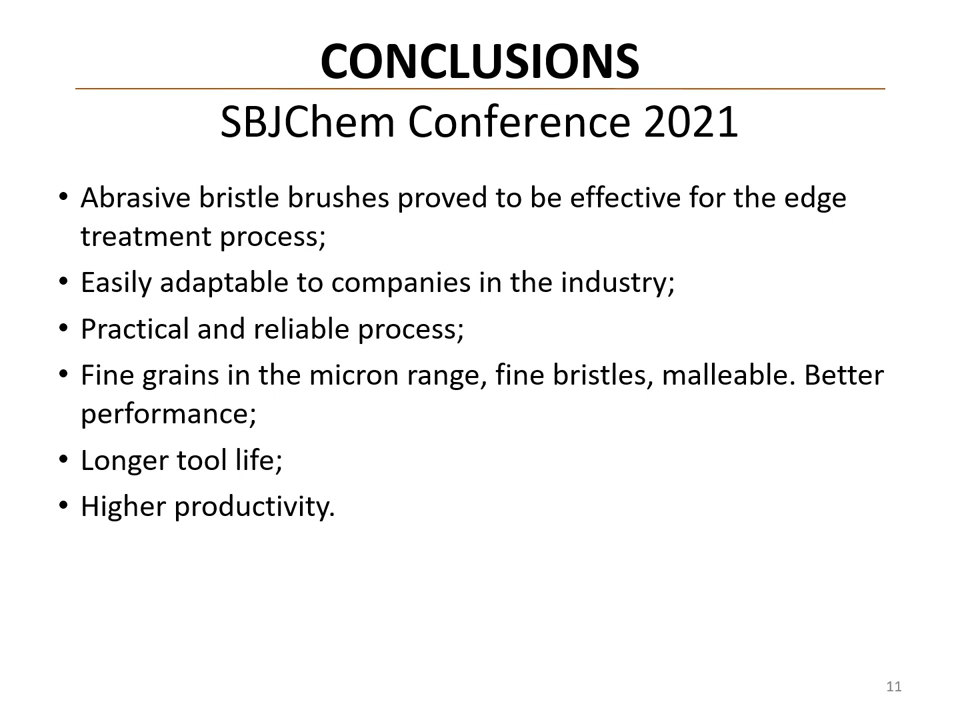 CONCLUSIONS
SBJChem Conference 2021
• Abrasive bristle brushes proved to be effective for the edge
treatment process;
• Easily adaptable to companies in the industry;
• Practical and reliable process;
• Fine grains in the micron range, fine bristles, malleable. Better
performance;
• Longer tool life;
• Higher productivity.
11